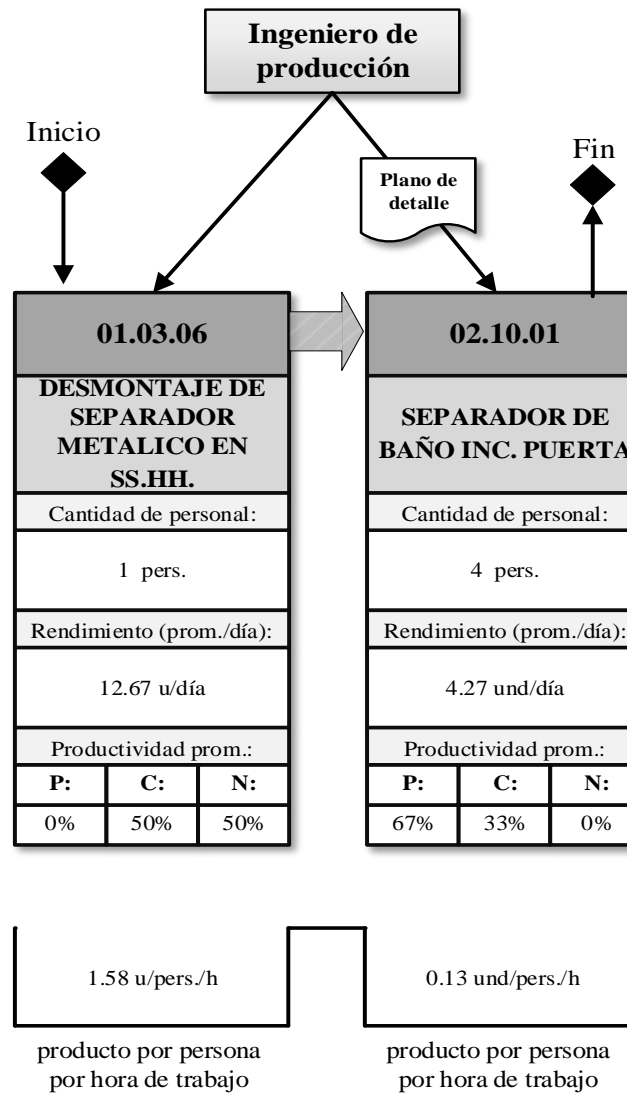 Ingeniero de
producción
Inicio
Fin
Plano de
detalle
01.03.06
DESMONTAJE DE
SEPARADOR
METALICO EN
SS.HH.
Cantidad de personal:
1 pers.
Rendimiento (prom./día):
12.67 u/día
Productividad prom.:
P: C: N:
0% 50% 50%
02.10.01
SEPARADOR DE
BAÑO INC. PUERTA
Cantidad de personal:
4 pers.
Rendimiento (prom./día):
4.27 und/día
Productividad prom.:
P: C: N:
67% 33% 0%
1.58 u/pers./h
producto por persona
por hora de trabajo
0.13 und/pers./h
producto por persona
por hora de trabajo